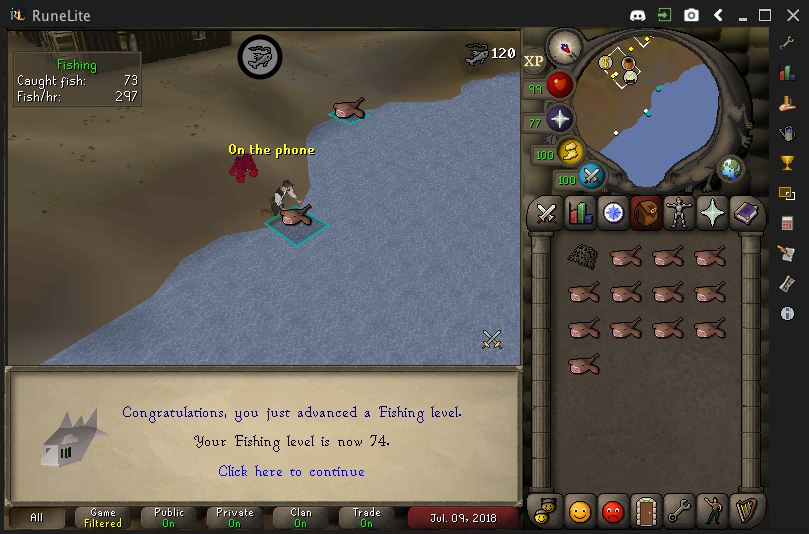 RuneLite
Fishing
Caught fish: 73
Fish/hr: 297
120
XP
99
77
100
100
On the phone
Congratulations, you just advanced a Fishing level.
Your Fishing level is now 74.
Click here to continue
All
Game
Filtered
Public
On
Private
On
Clan
On
Trade
On
Jul. 09, 2018